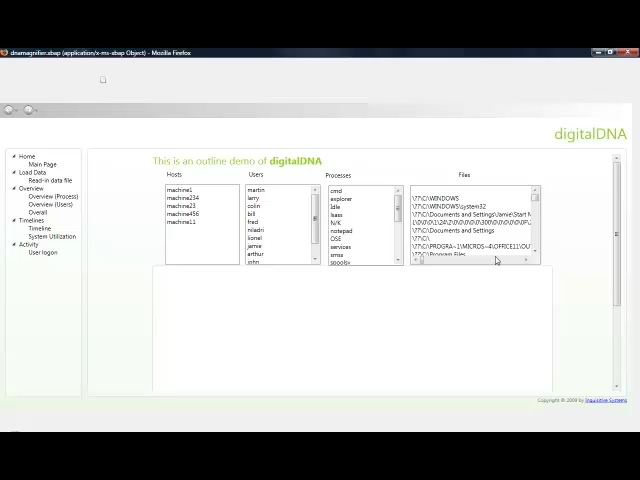 dnamagnifier.xbap (application/x-ms-xbap Object) - Mozilla Firefox
digitalDNA
Home
Main Page
Load Data
Read-in data file
Overview
Overview (Process)
Overview (Users)
Overall
Timelines
Timeline
System Utilization
Activity
User logon
This is an outline demo of digitalDNA
Hosts
machine1
machine234
machine23
machine456
machine11
Users
martin
larry
colin
bill
fred
niladri
lionel
jamie
arthur
john
Processes
cmd
explorer
Idle
lsass
N/K
notepad
OSE
services
smss
spoolsv
Files
\??\C:\WINDOWS
\??\C:\WINDOWS\system32
\??\C:\Documents and Settings\Jamie\Start M
\??\C:\Documents and Settings
\??\C:\
\??\C:\PROGRA~1\MICROS~4\OFFICE11\OU
\??\C:\Program Files
Copyright © 2009 by Inquisitive Systems